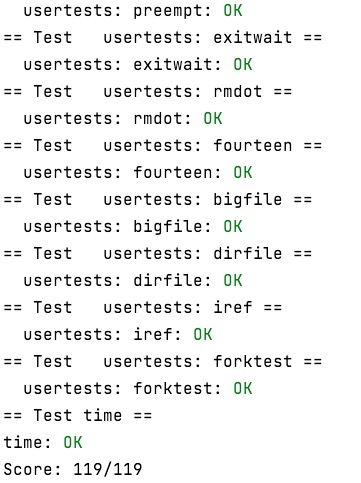 usertests: preempt: OK
== Test   usertests: exitwait ==
usertests: exitwait: OK
== Test   usertests: rmdot ==
usertests: rmdot: OK
== Test   usertests: fourteen ==
usertests: fourteen: OK
== Test   usertests: bigfile ==
usertests: bigfile: OK
== Test   usertests: dirfile ==
usertests: dirfile: OK
== Test   usertests: iref ==
usertests: iref: OK
== Test   usertests: forktest ==
usertests: forktest: OK
== Test time ==
time: OK
Score: 119/119